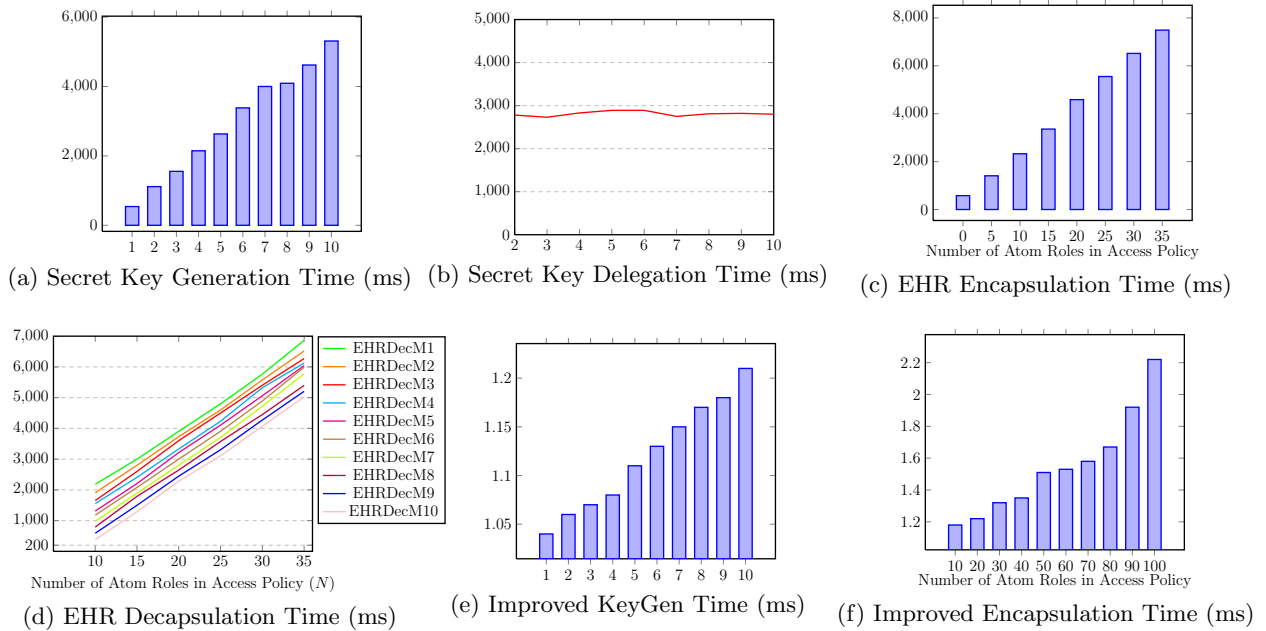 6,000
4,000
2,000
0
1 2 3 4 5 6 7 8 9 10
(a) Secret Key Generation Time (ms)
5,000
4,000
3,000
2,000
1,000
0
2 3 4 5 6 7 8 9 10
(b) Secret Key Delegation Time (ms)
8,000
6,000
4,000
2,000
0
0 5 10 15 20 25 30 35
Number of Atom Roles in Access Policy
(c) EHR Encapsulation Time (ms)
7,000
6,000
5,000
4,000
3,000
2,000
1,000
200
10 15 20 25 30 35
Number of Atom Roles in Access Policy (N)
EHRDecM1
EHRDecM2
EHRDecM3
EHRDecM4
EHRDecM5
EHRDecM6
EHRDecM7
EHRDecM8
EHRDecM9
EHRDecM10
(d) EHR Decapsulation Time (ms)
1.2
1.15
1.1
1.05
1 2 3 4 5 6 7 8 9 10
(e) Improved KeyGen Time (ms)
2.2
2
1.8
1.6
1.4
1.2
10 20 30 40 50 60 70 80 90 100
Number of Atom Roles in Access Policy
(f) Improved Encapsulation Time (ms)